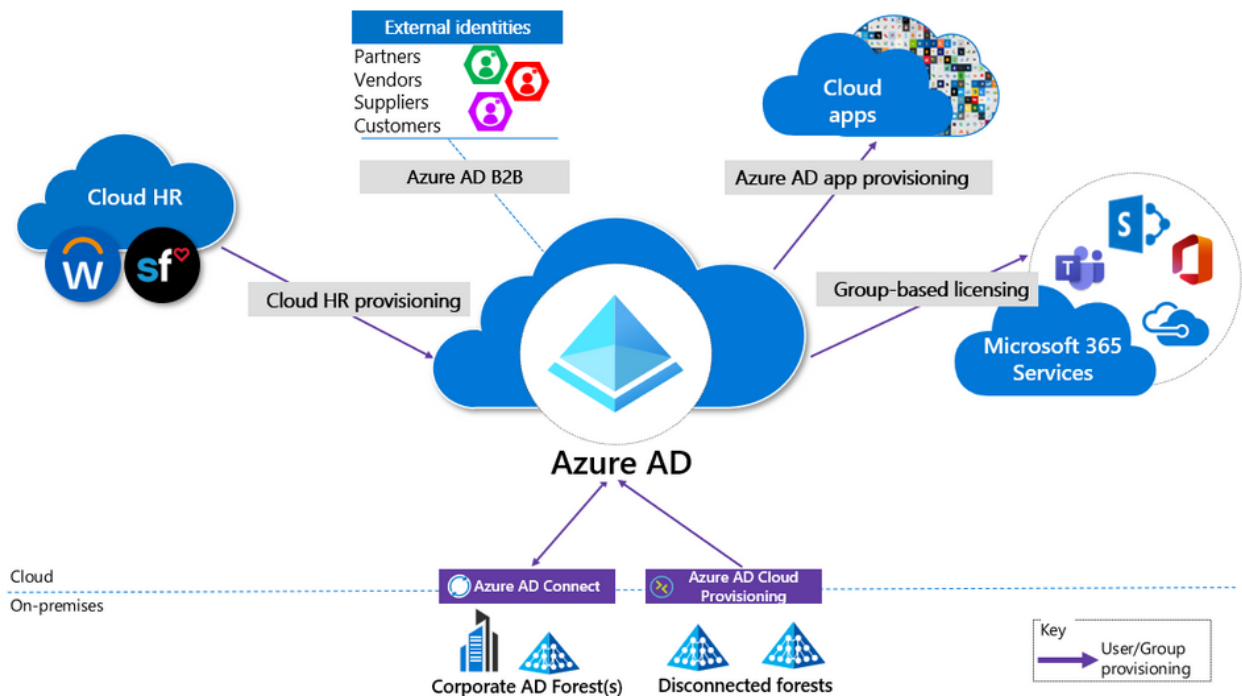 External identities
Partners
Vendors
Suppliers
Customers
Cloud
apps
Azure AD B2B
Azure AD app provisioning
Cloud HR
W
sf
Cloud HR provisioning
S
T
Group-based licensing
Microsoft 365
Services
Azure AD
Cloud
On-premises
Azure AD Connect
Azure AD Cloud
Provisioning
Corporate AD Forest(s)
Disconnected forests
Key
User/Group
provisioning